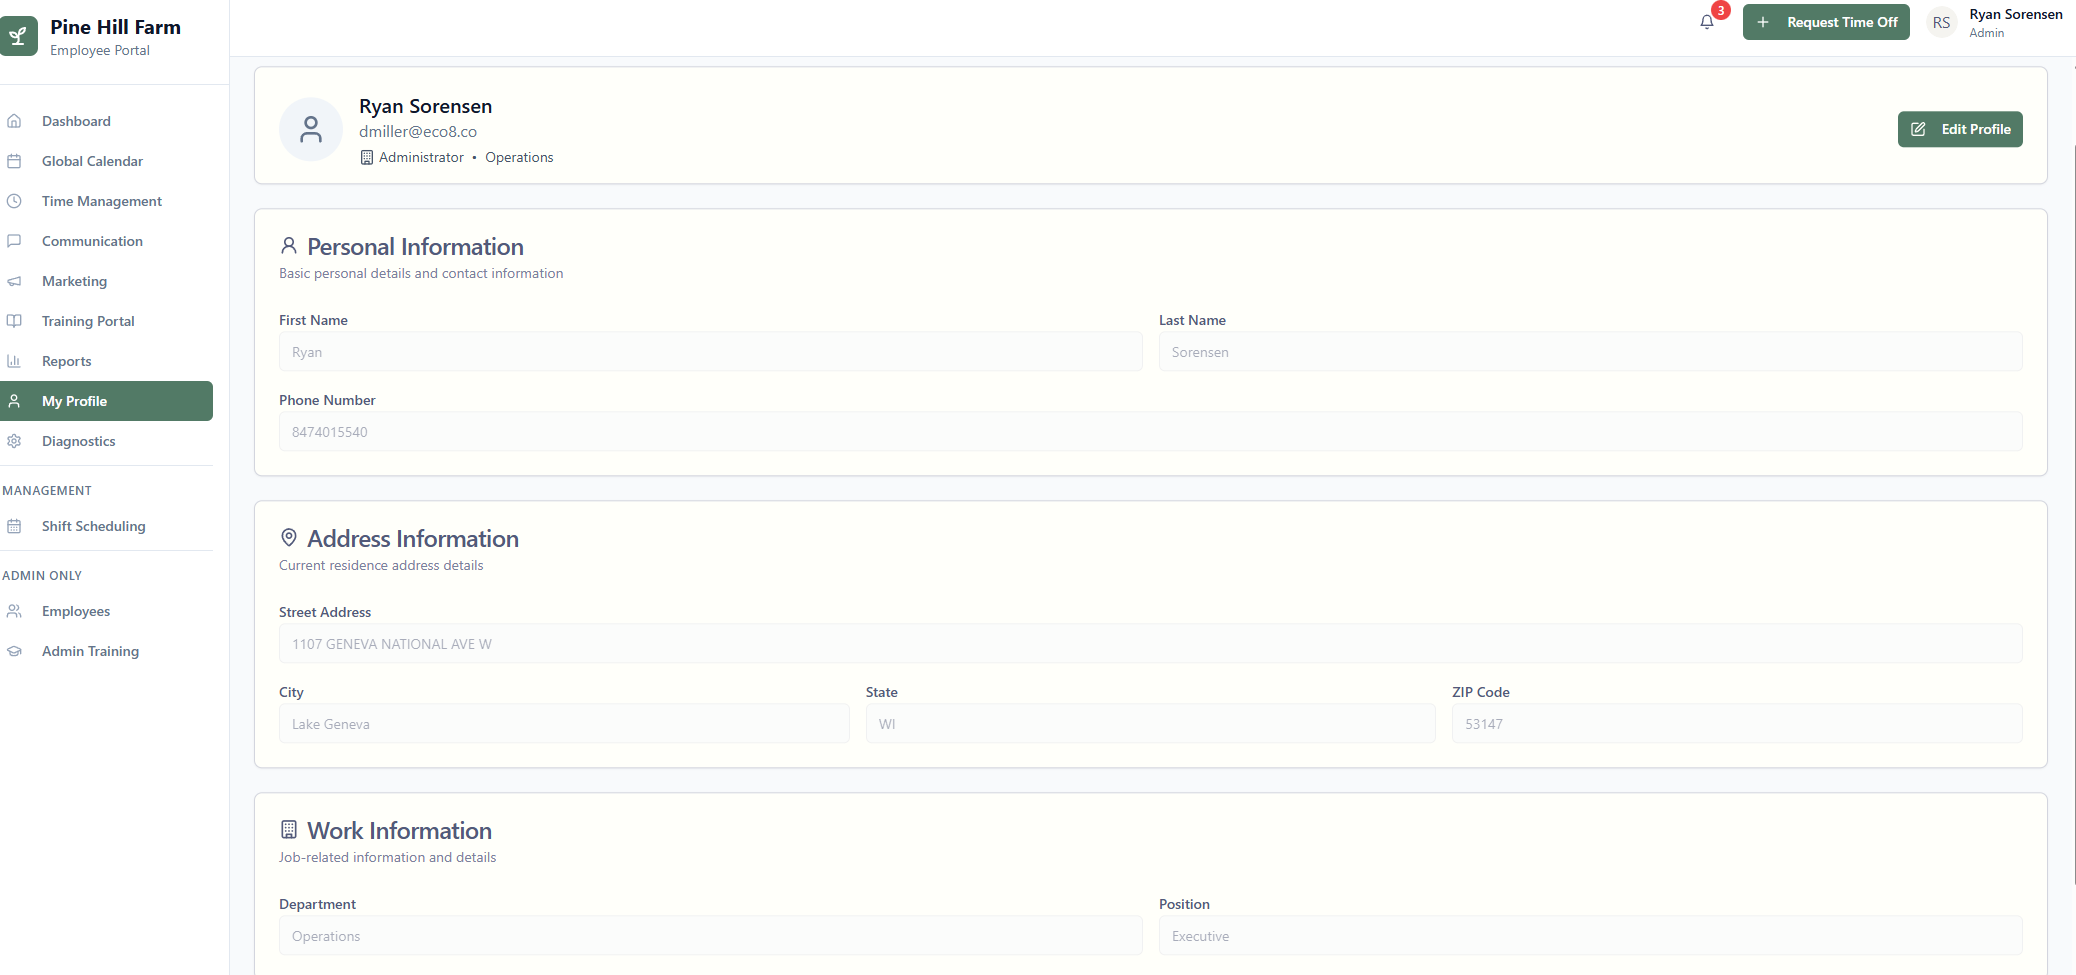 Pine Hill Farm
Employee Portal
3
Request Time Off
RS
Ryan Sorensen
Admin
Dashboard
Global Calendar
Time Management
Communication
Marketing
Training Portal
Reports
My Profile
Diagnostics
MANAGEMENT
Shift Scheduling
ADMIN ONLY
Employees
Admin Training
Ryan Sorensen
dmiller@eco8.co
Administrator • Operations
Edit Profile
Personal Information
Basic personal details and contact information
First Name
Last Name
Ryan
Sorensen
Phone Number
8474015540
Address Information
Current residence address details
Street Address
1107 GENEVA NATIONAL AVE W
City
State
ZIP Code
Lake Geneva
WI
53147
Work Information
Job-related information and details
Department
Position
Operations
Executive